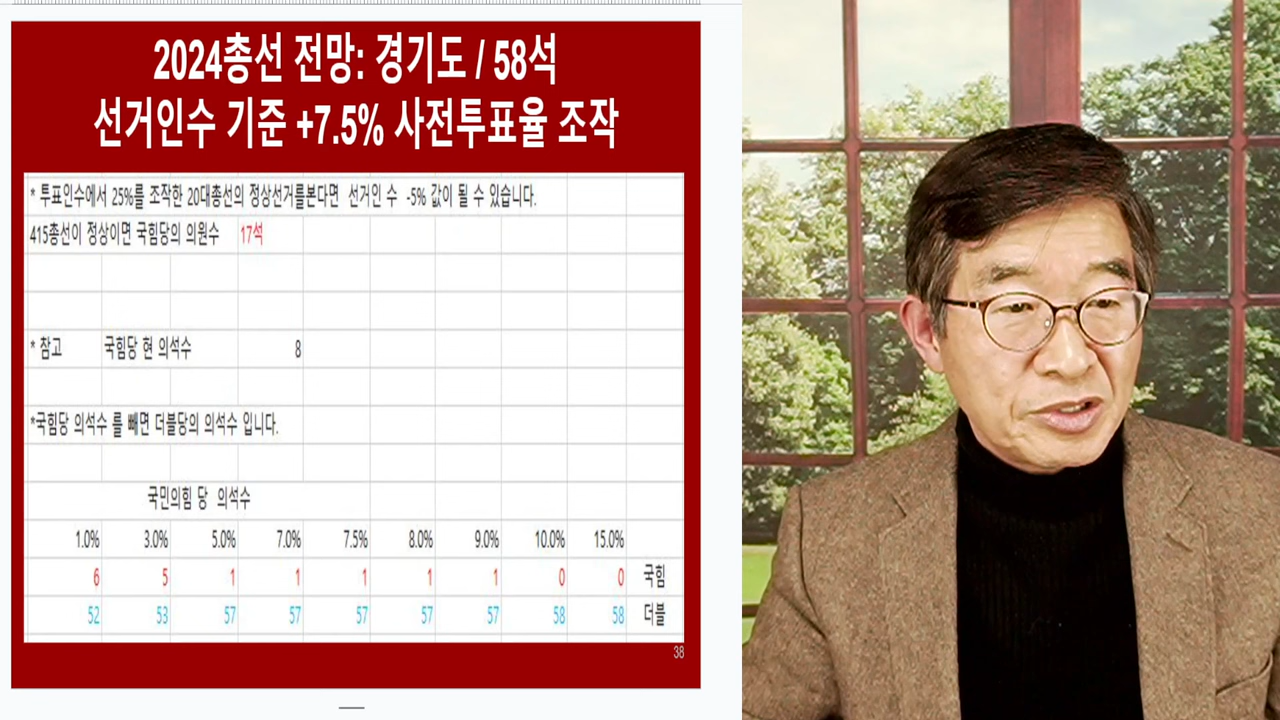 2024총선 전망: 경기도 / 58석
선거인수 기준 +7.5% 사전투표율 조작
* 투표인수에서 25%를 조작한 20대총선의 정상선거를본다면 선거인 수 -5% 값이 될 수 있습니다.
415총선이 정상이면 국힘당의 의원수 17석
* 참고 국힘당 현 의석수 8
*국힘당 의석수 를 빼면 더불당의 의석수 입니다.
국민의힘 당 의석수
1.0% 3.0% 5.0% 7.0% 7.5% 8.0% 9.0% 10.0% 15.0%
6 5 1 1 1 1 1 0 0 국힘
52 53 57 57 57 57 57 58 58 더불
38